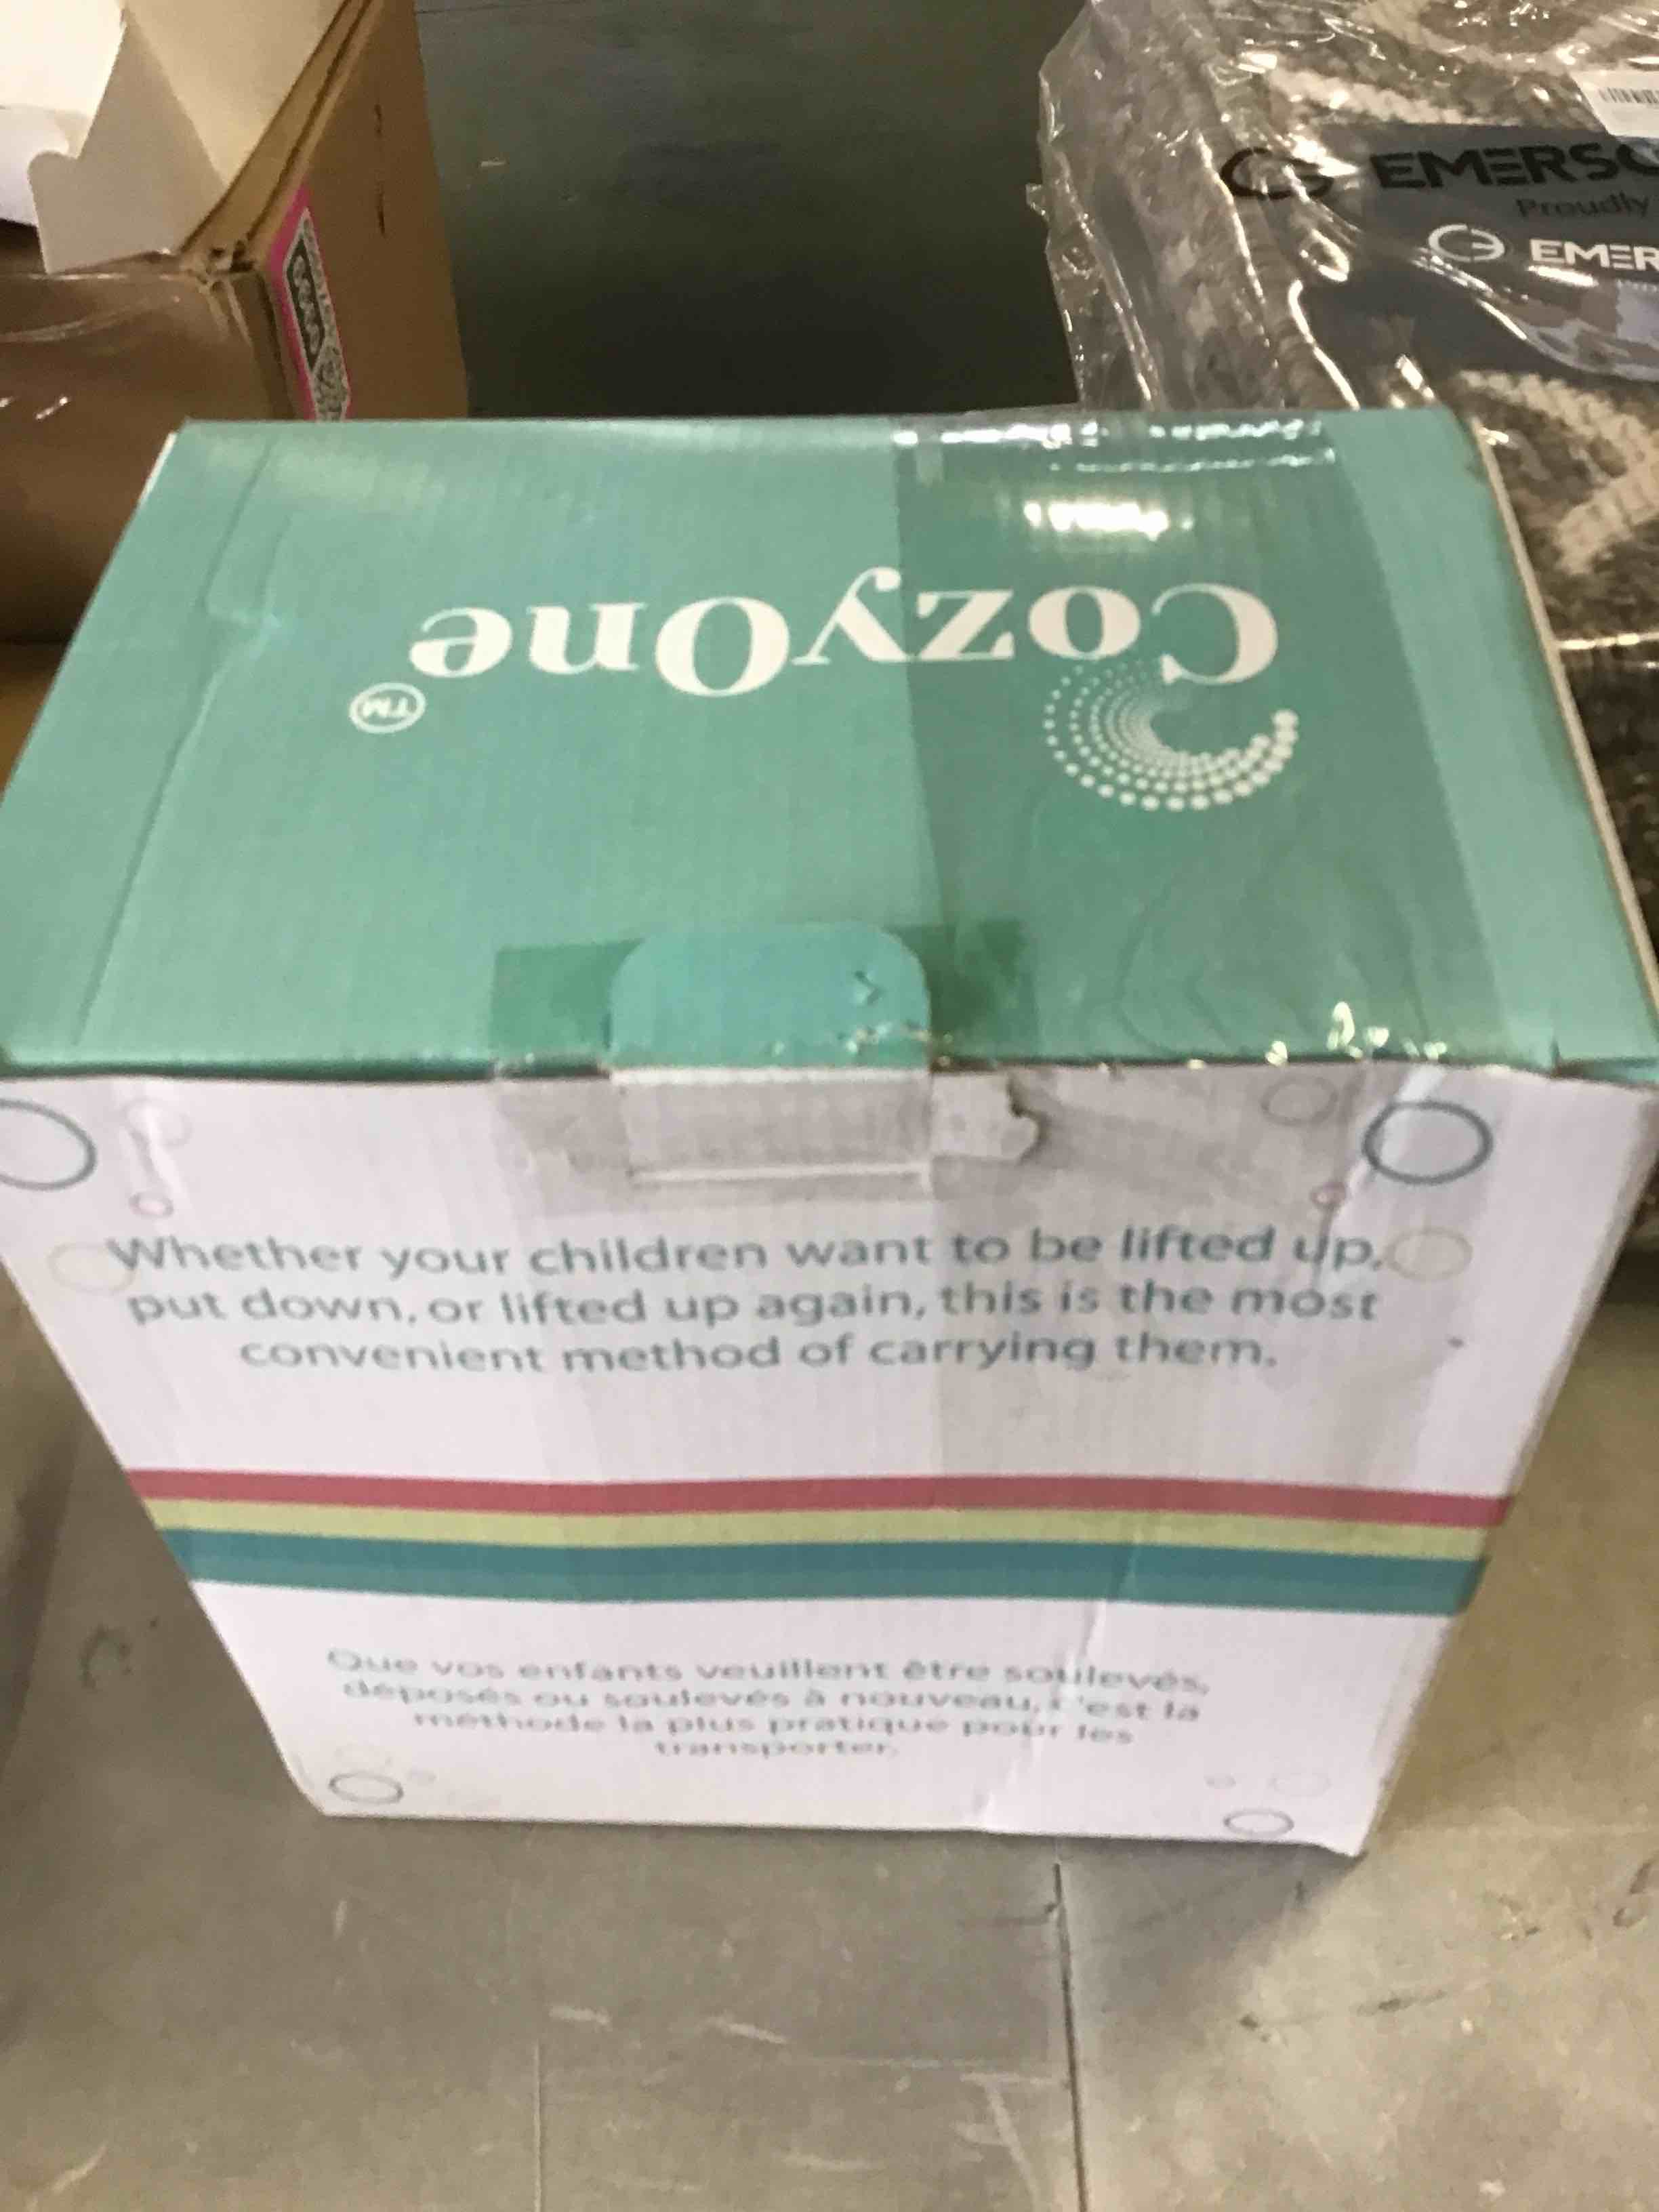 EMERSO
Proudly
EMER
CozyOne
TM
Whether your children want to be lifted up,
put down, or lifted up again, this is the most
convenient method of carrying them.
Que vos enfants veuillent être soulevés,
déposés ou soulevés à nouveau, c'est la
méthode la plus pratique pour les
transporter.